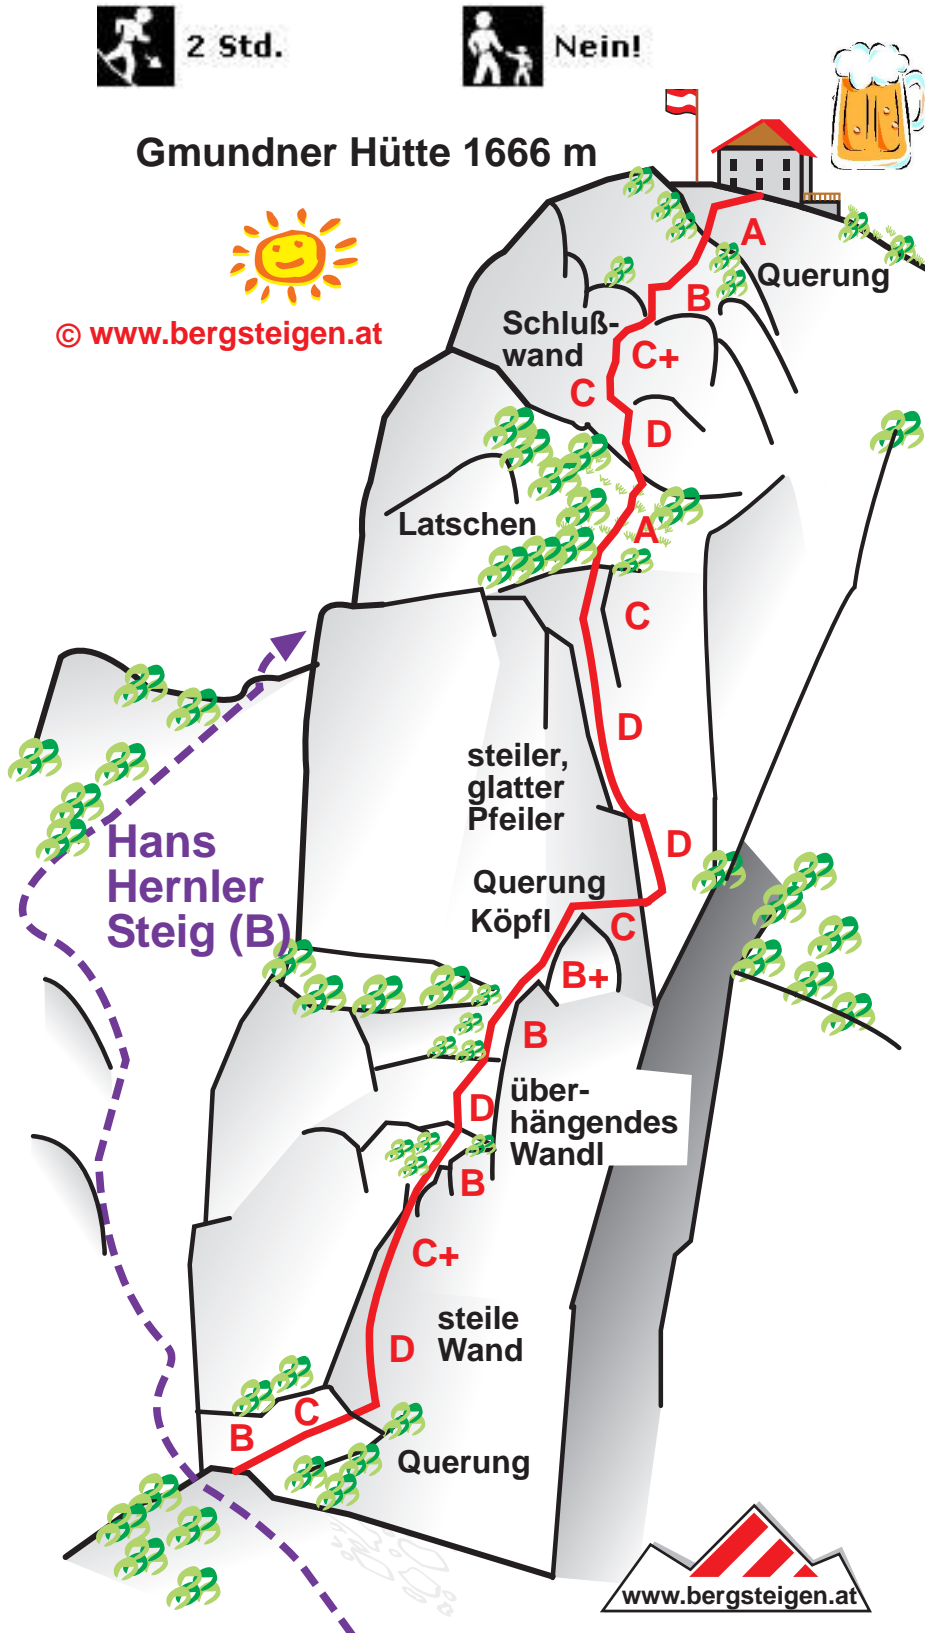 2 Std.
Nein!
Gmundner Hütte 1666 m
© www.bergsteigen.at
A
Querung
B
Schluß-
wand
C+
C
D
Latschen
A
C
D
steiler,
glatter
Pfeiler
D
Hans
Hernler
Steig (B)
Querung
Köpfl
C
B+
B
D
über-
hängendes
Wandl
B
C+
steile
Wand
D
C
B
Querung
www.bergsteigen.at